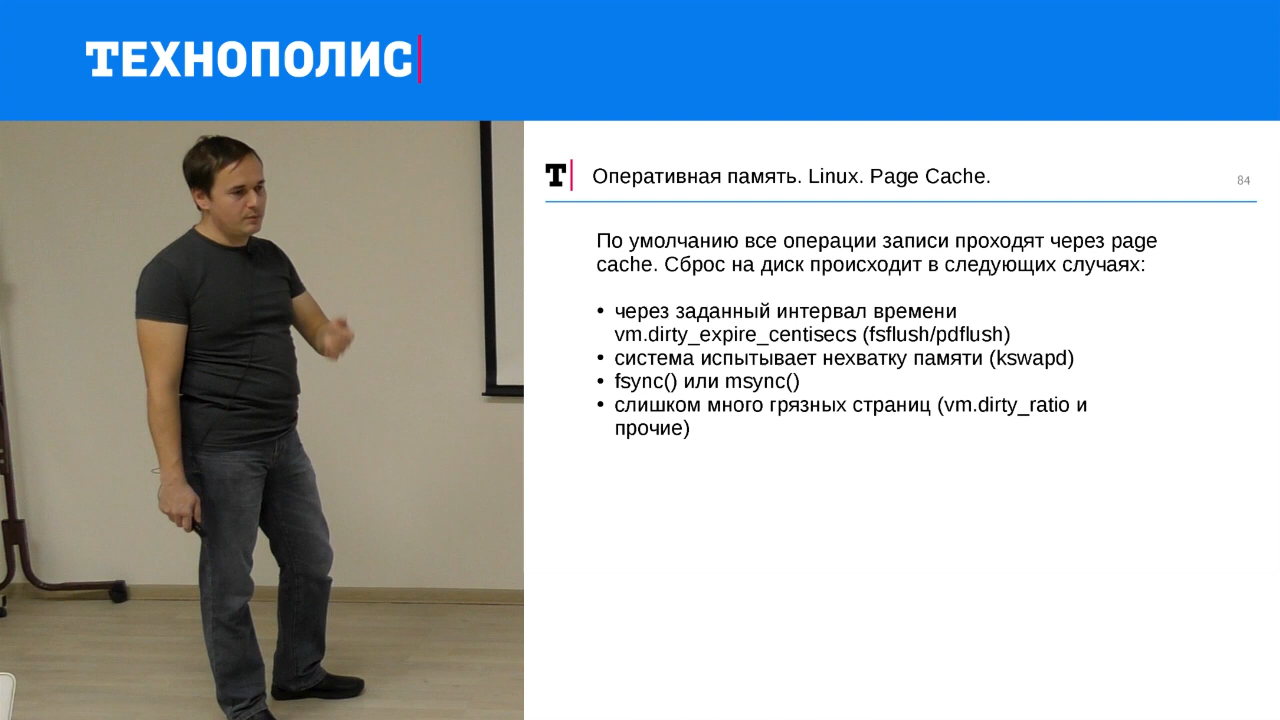 ТЕХНОПОЛИС
Т Оперативная память. Linux. Page Cache. 84
По умолчанию все операции записи проходят через page
cache. Сброс на диск происходит в следующих случаях:
• через заданный интервал времени
vm.dirty_expire_centisecs (fsflush/pdflush)
• система испытывает нехватку памяти (kswapd)
• fsync() или msync()
• слишком много грязных страниц (vm.dirty_ratio и
прочие)